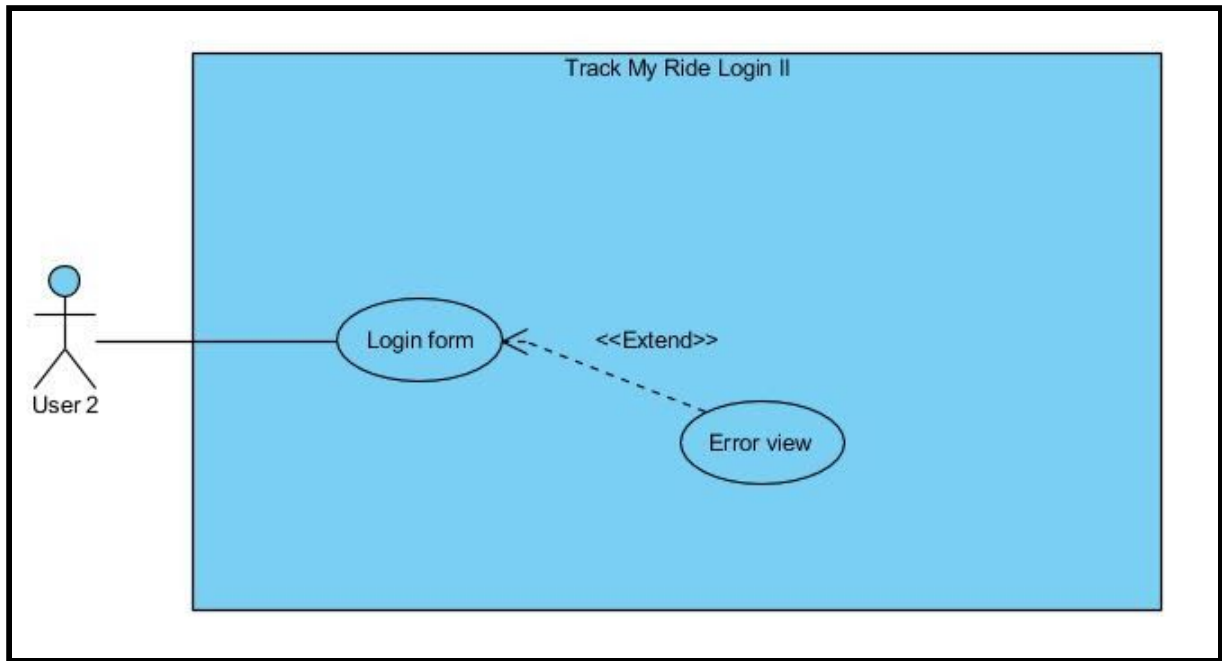 Track My Ride Login II
Login form
<<Extend>>
User 2
Error view